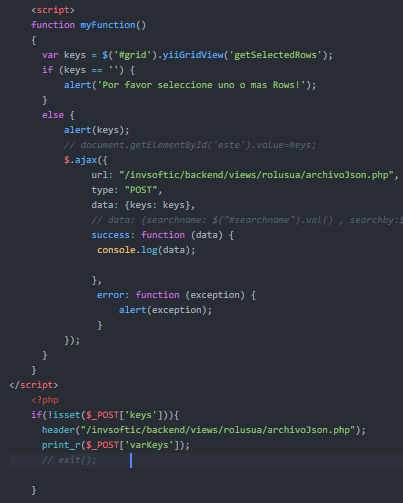 <script>
function myFunction()
{
var keys = $('#grid').yiiGridView('getSelectedRows');
if (keys == '') {
alert('Por favor seleccione uno o mas Rows!');
}
else {
alert(keys);
// document.getElementById('este').value=keys;
$.ajax({
url: "/invsoftic/backend/views/rolusua/archivoJson.php",
type: "POST",
data: {keys: keys},
// data: {searchname: $("#searchname").val() , searchby:$
success: function (data) {
console.log(data);
},
error: function (exception) {
alert(exception);
}
});
}
}
</script>
<?php
if(!isset($_POST['keys'])){
header("/invsoftic/backend/views/rolusua/archivoJson.php");
print_r($_POST['varKeys']);
// exit();
}